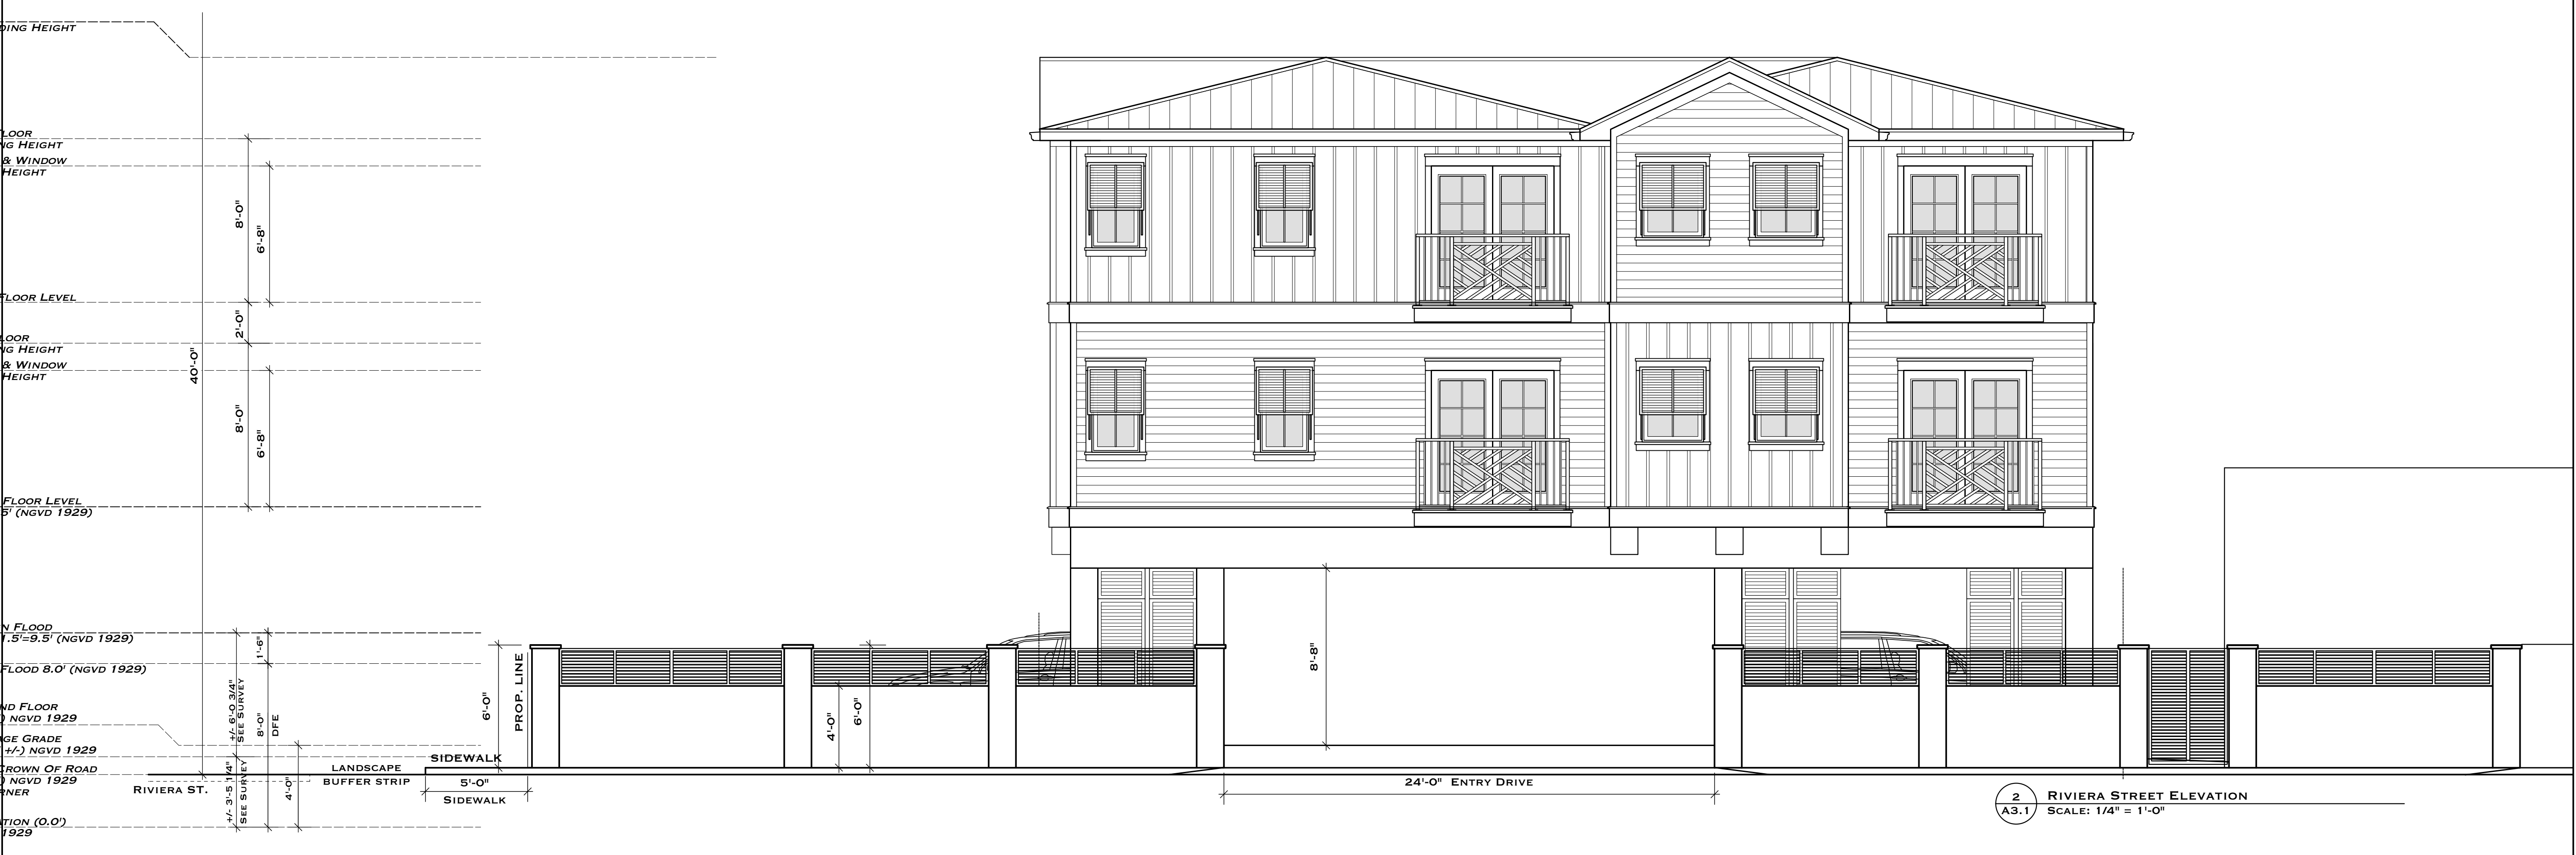 DING HEIGHT
FLOOR
NG HEIGHT
& WINDOW
HEIGHT
8'-0"
6'-8"
FLOOR LEVEL
2'-0"
LOOR
NG HEIGHT
& WINDOW
HEIGHT
40'-0"
8'-0"
6'-8"
FLOOR LEVEL
5' (NGVD 1929)
N FLOOD
1.5'=9.5' (NGVD 1929)
1'-6"
FLOOD 8.0' (NGVD 1929)
+/- 6'-0 3/4"
SEE SURVEY
8'-0"
DFE
ND FLOOR
) NGVD 1929
GE GRADE
+/-) NGVD 1929
CROWN OF ROAD
) NGVD 1929
RNER
RIVIERA ST.
+/- 3'-5 1/4"
SEE SURVEY
4'-0"
TION (0.0')
1929
LANDSCAPE
BUFFER STRIP
SIDEWALK
5'-0"
SIDEWALK
6'-0"
PROP. LINE
4'-0"
6'-0"
8'-8"
24'-0" ENTRY DRIVE
2
A3.1
RIVIERA STREET ELEVATION
SCALE: 1/4" = 1'-0"